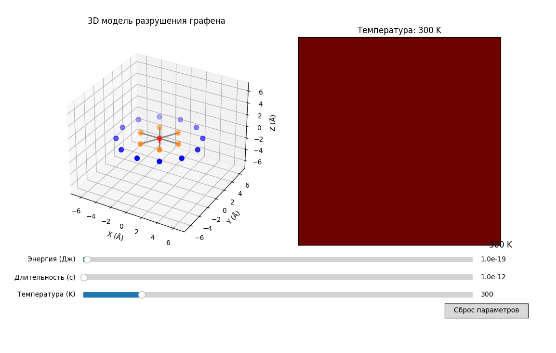 3D модель разрушения графена
Температура: 300 K
6
4
2
0
−2
−4
−6
Z (Å)
−6
−4
−2
0
2
4
6
X (Å)
−6
−4
−2
0
2
4
6
Y (Å)
300 K
Энергия (Дж)
1.0e-19
Длительность (с)
1.0e-12
Температура (K)
300
Сброс параметров